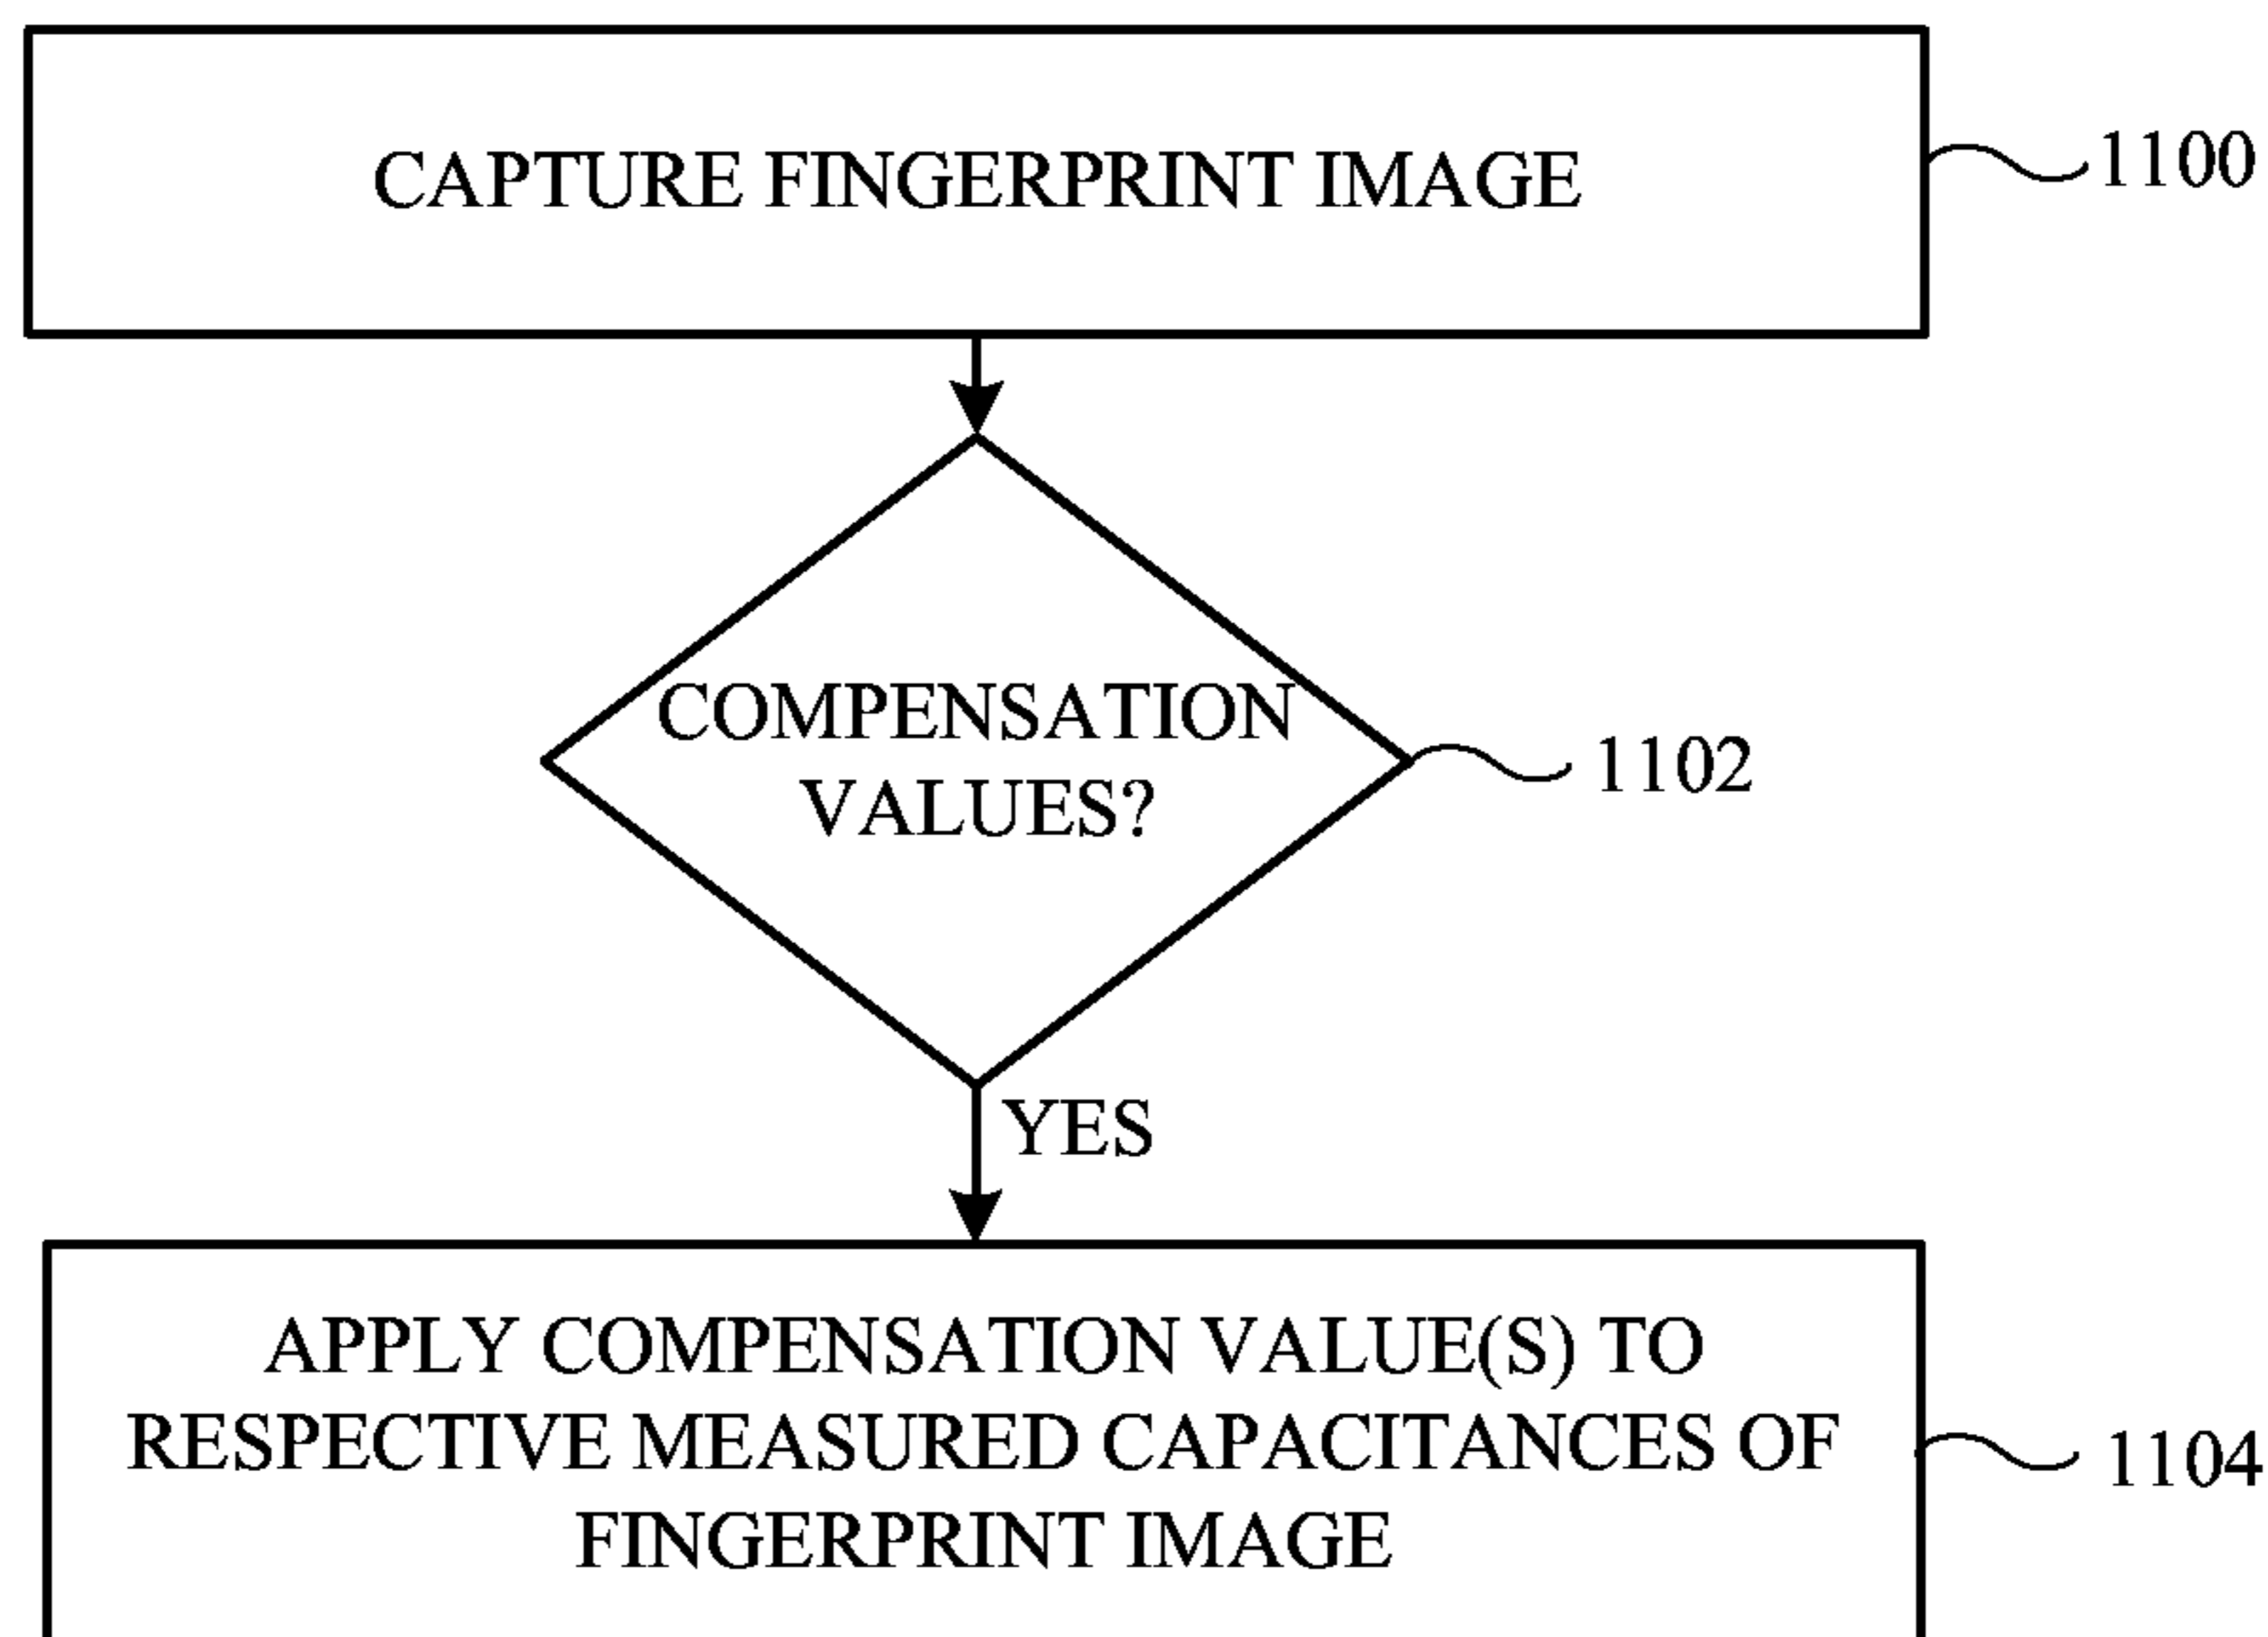 CAPTURE FINGERPRINT IMAGE
1100
COMPENSATION
VALUES?
1102
YES
APPLY COMPENSATION VALUE(S) TO
RESPECTIVE MEASURED CAPACITANCES OF
FINGERPRINT IMAGE
1104